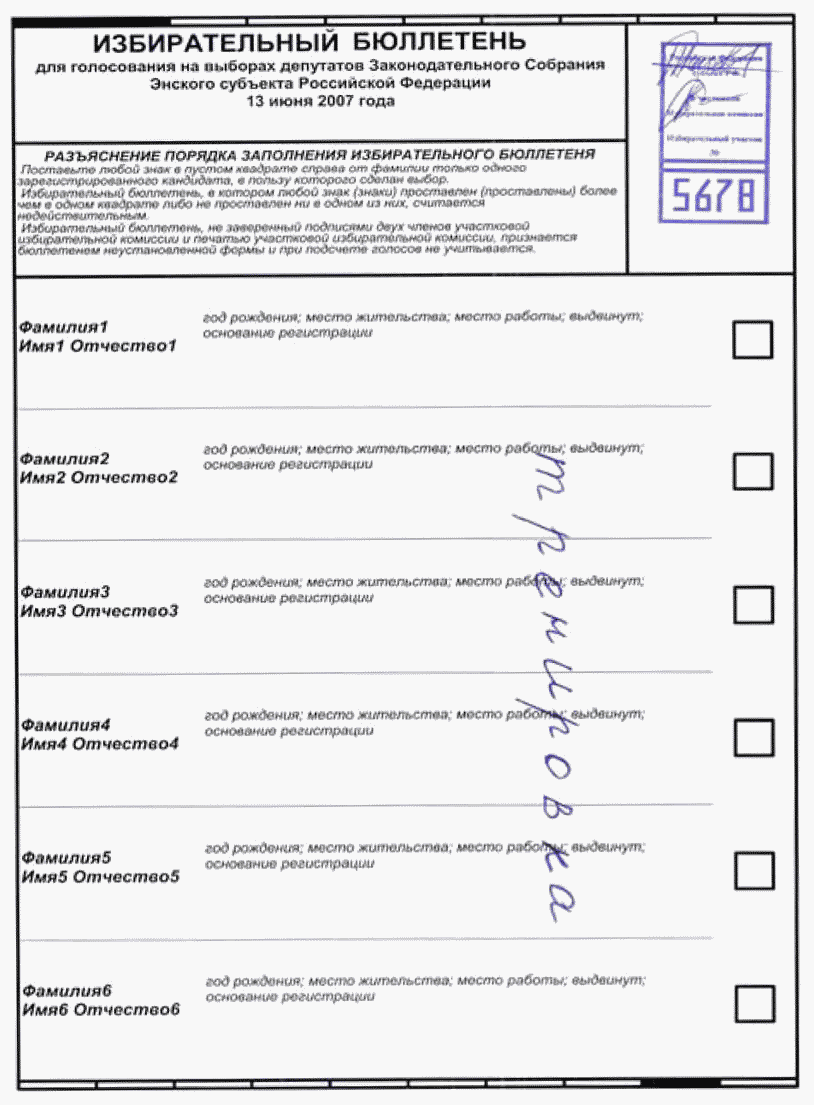 ИЗБИРАТЕЛЬНЫЙ БЮЛЛЕТЕНЬ
для голосования на выборах депутатов Законодательного Собрания
Энского субъекта Российской Федерации
13 июня 2007 года
РАЗЪЯСНЕНИЕ ПОРЯДКА ЗАПОЛНЕНИЯ ИЗБИРАТЕЛЬНОГО БЮЛЛЕТЕНЯ
Поставьте любой знак в пустом квадрате справа от фамилии только одного
зарегистрированного кандидата, в пользу которого сделан выбор.
Избирательный бюллетень, в котором любой знак (знаки) проставлен (проставлены) более
чем в одном квадрате либо не проставлен ни в одном из них, считается
недействительным.
Избирательный бюллетень, не заверенный подписями двух членов участковой
избирательной комиссии и печатью участковой избирательной комиссии, признается
бюллетенем неустановленной формы и при подсчете голосов не учитывается.
Избирательная комиссия
Избирательный участок
№
5678
Фамилия1
Имя1 Отчество1
год рождения; место жительства; место работы; выдвинут;
основание регистрации
Фамилия2
Имя2 Отчество2
год рождения; место жительства; место работы; выдвинут;
основание регистрации
Фамилия3
Имя3 Отчество3
год рождения; место жительства; место работы; выдвинут;
основание регистрации
Фамилия4
Имя4 Отчество4
год рождения; место жительства; место работы; выдвинут;
основание регистрации
Фамилия5
Имя5 Отчество5
год рождения; место жительства; место работы; выдвинут;
основание регистрации
Фамилия6
Имя6 Отчество6
год рождения; место жительства; место работы; выдвинут;
основание регистрации
тренировка